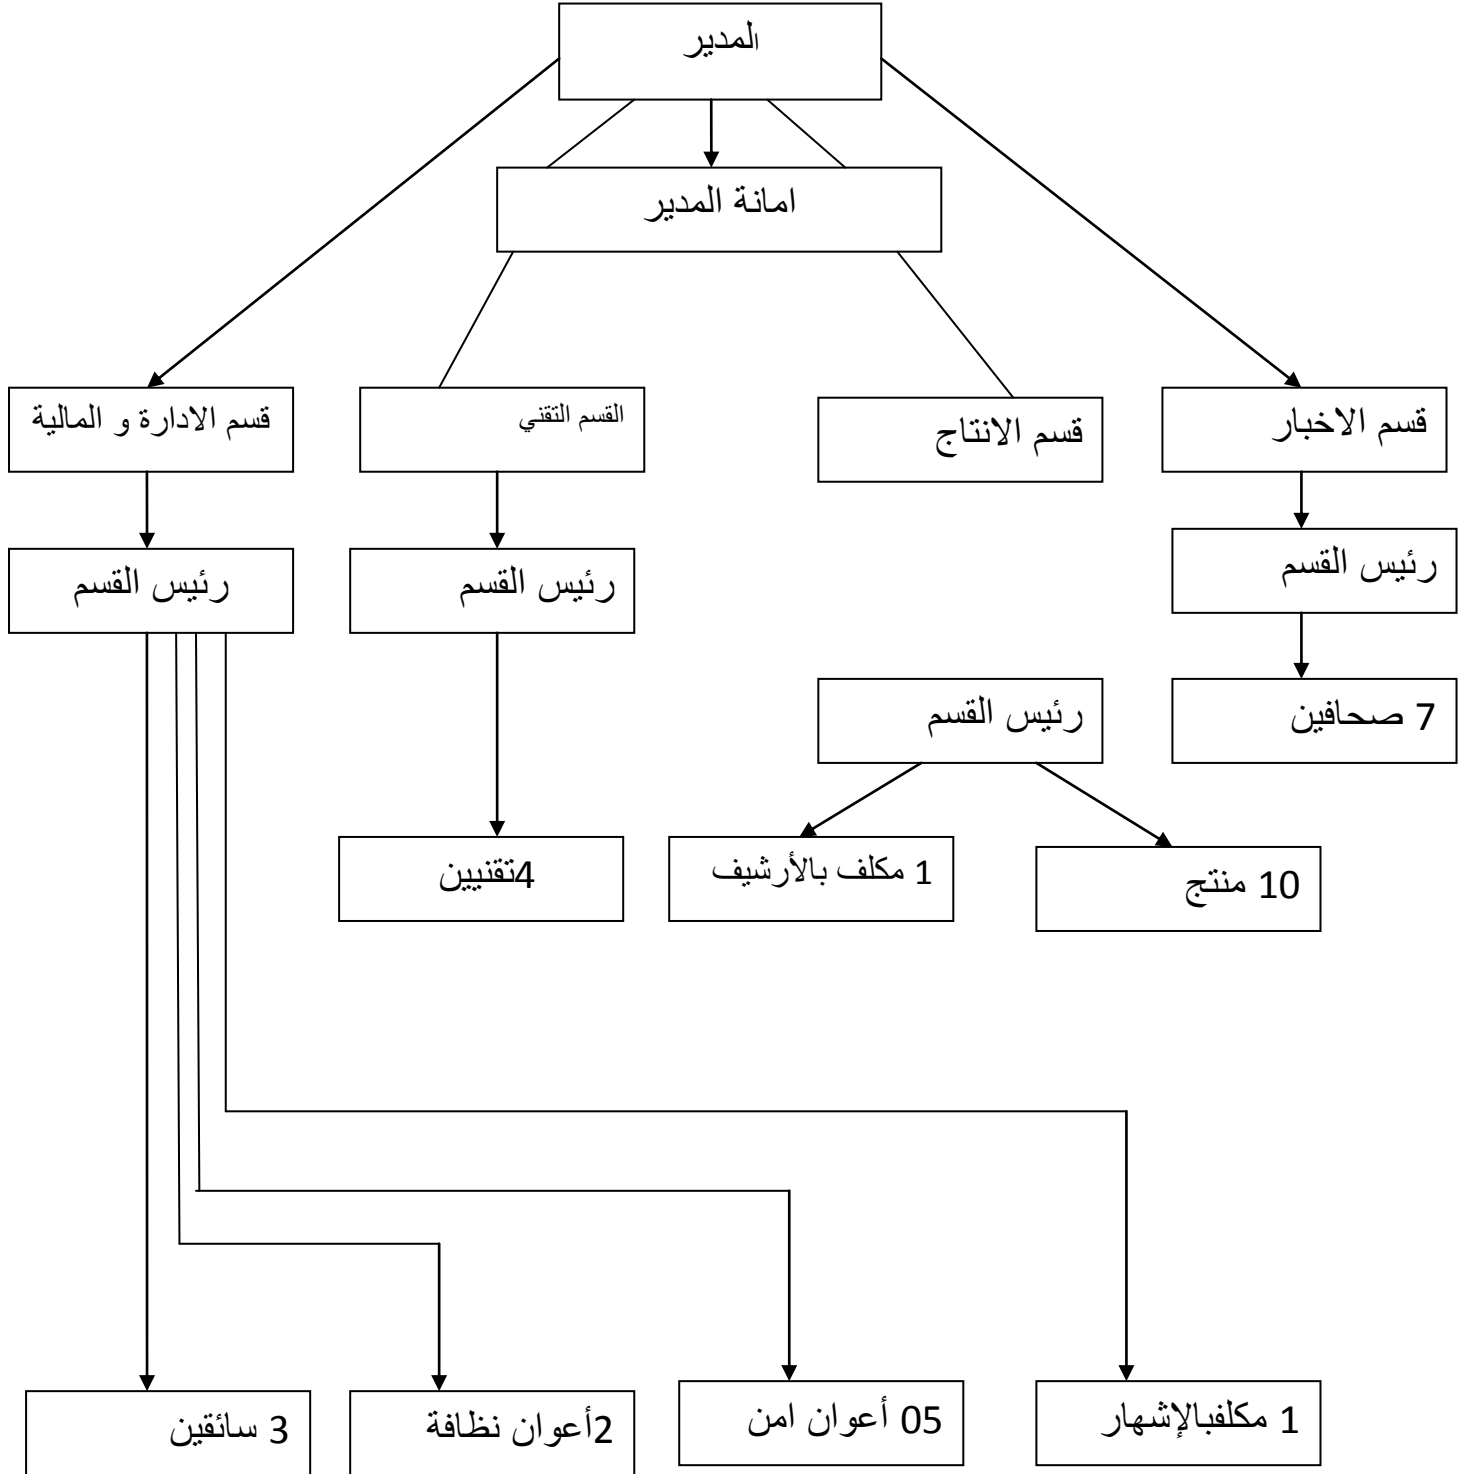 المدير
امانة المدير
قسم الاخبار
قسم الانتاج
القسم التقني
قسم الادارة و المالية
رئيس القسم
رئيس القسم
رئيس القسم
7 صحافين
رئيس القسم
10 منتج
1 مكلف بالأرشيف
4تقنيين
1 مكلفبالإشهار
05 أعوان امن
2أعوان نظافة
3 سائقين